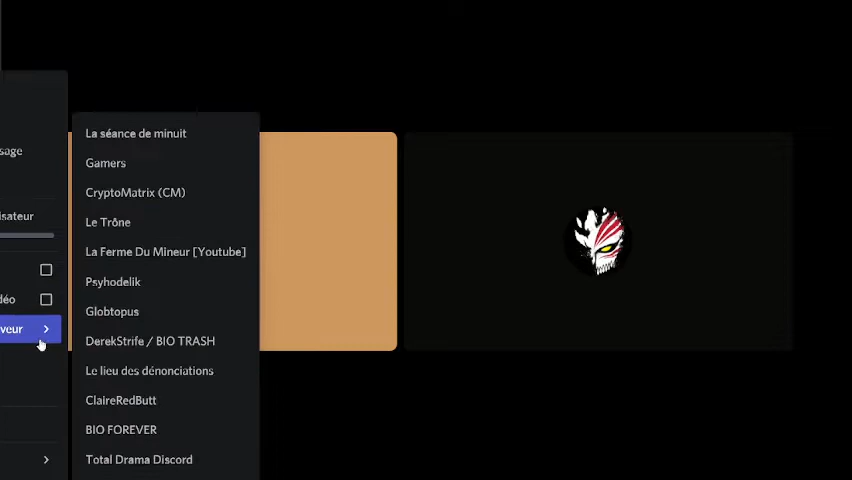 sage
isateur
déo
veur
La séance de minuit
Gamers
CryptoMatrix (CM)
Le Trône
La Ferme Du Mineur [Youtube]
Psyhodelik
Globtopus
DerekStrife / BIO TRASH
Le lieu des dénonciations
ClaireRedButt
BIO FOREVER
Total Drama Discord